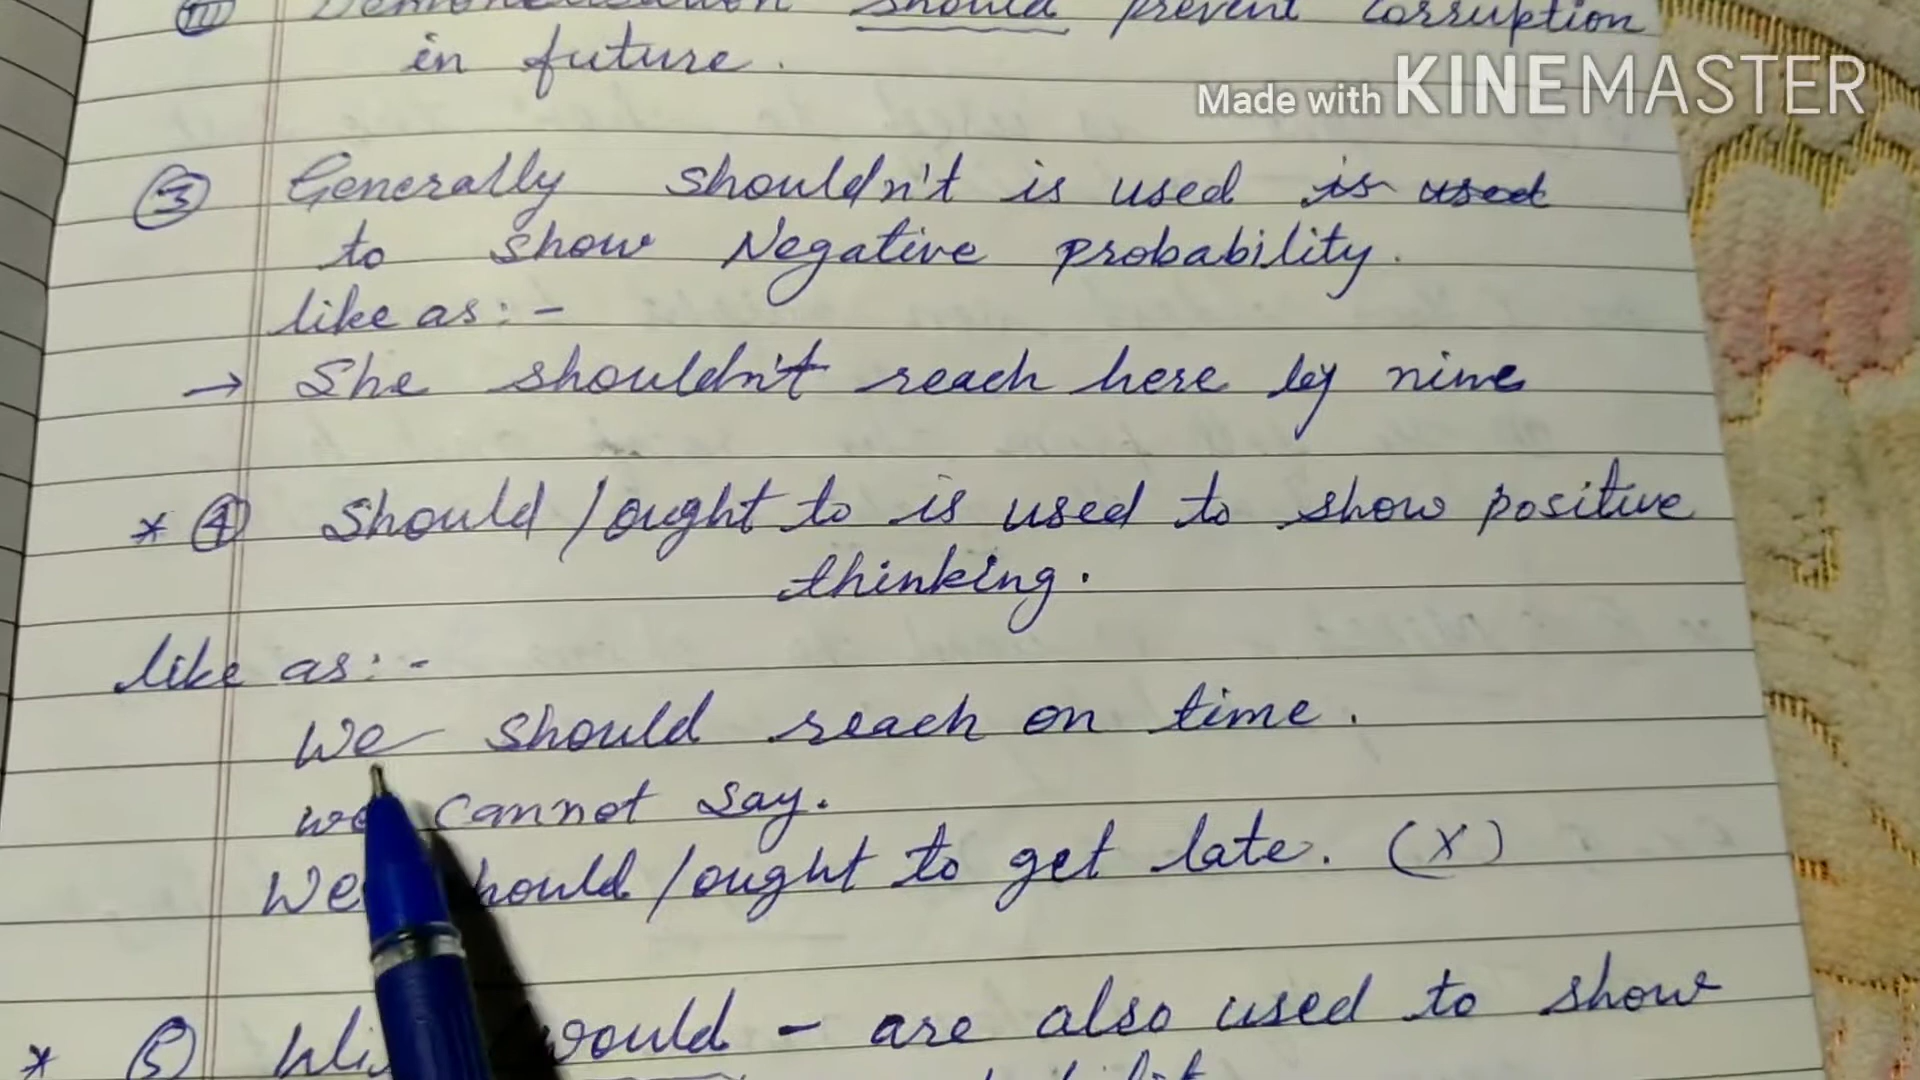 (iii) Demonetisation should prevent corruption
in future.
Made with KINEMASTER
(3) Generally shouldn't is used is used
to show Negative probability.
like as:-
→ She shouldn't reach here by nine
* (4) Should/ought to is used to show positive
thinking.
like as:-
We should reach on time.
we cannot say.
We should/ought to get late. (X)
* (5) would - are also used to show